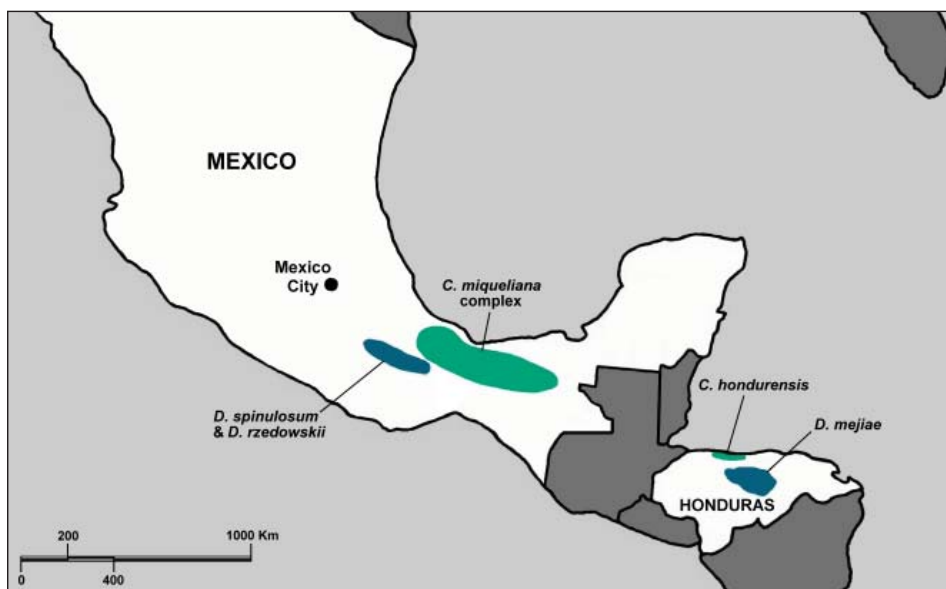 MEXICO
Mexico
City
C. miqueliana
complex
D. spinulosum
& D. rzedowskii
C. hondurensis
D. mejiae
HONDURAS
200 1000 Km
0 400